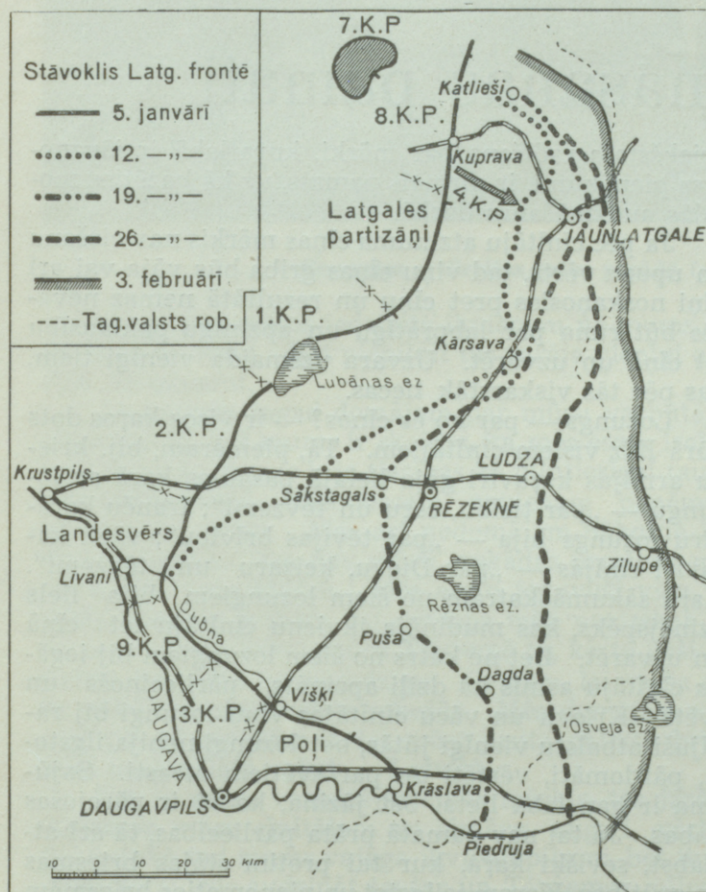 Stāvoklis Latg. frontē
5. janvārī
12. —„—
19. —„—
26. —„—
3. februārī
Tag.valsts rob.
7.K.P
Katlieši
8.K.P.
Kuprava
4.K.P.
Latgales
partizāņi
JAUNLATGALE
1.K.P.
Kārsava
Lubānas ez
2.K.P.
Krustpils
Sakstagals
LUDZA
RĒZEKNE
Landesvērs
Zilupe
Līvani
Rēznas ez.
Dubna
Puša
9.K.P.
Dagda
DAUGAVA
3.K.P.
Višķi
Osveja ez
Poļi
Krāslava
DAUGAVPILS
Piedruja
10 0 10 20 30 klm